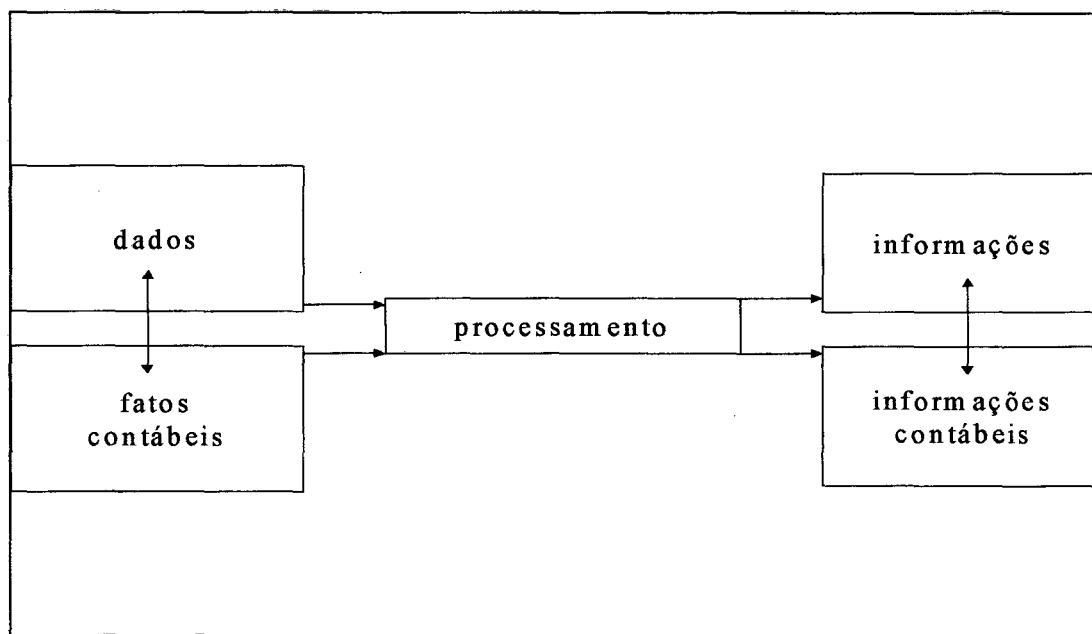 dados
informações
processamento
fatos
contábeis
informações
contábeis